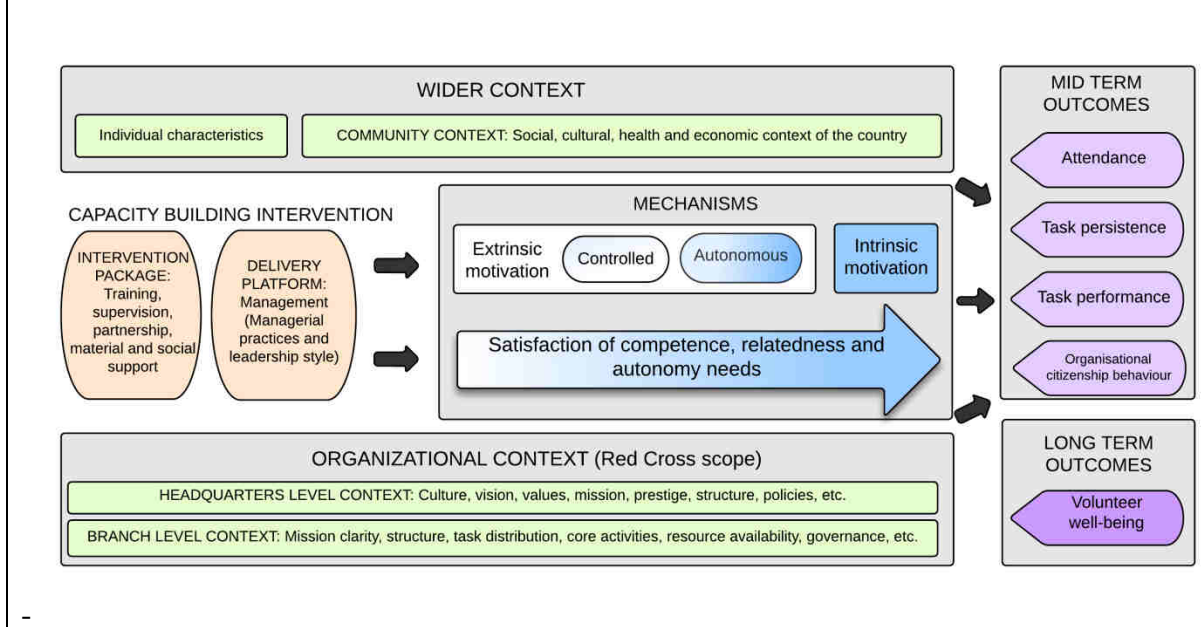 WIDER CONTEXT
Individual characteristics
COMMUNITY CONTEXT: Social, cultural, health and economic context of the country
CAPACITY BUILDING INTERVENTION
INTERVENTION
PACKAGE:
Training,
supervision,
partnership,
material and social
support
DELIVERY
PLATFORM:
Management
(Managerial
practices and
leadership style)
MECHANISMS
Extrinsic
motivation
Controlled
Autonomous
Intrinsic
motivation
Satisfaction of competence, relatedness and
autonomy needs
ORGANIZATIONAL CONTEXT (Red Cross scope)
HEADQUARTERS LEVEL CONTEXT: Culture, vision, values, mission, prestige, structure, policies, etc.
BRANCH LEVEL CONTEXT: Mission clarity, structure, task distribution, core activities, resource availability, governance, etc.
MID TERM
OUTCOMES
Attendance
Task persistence
Task performance
Organisational
citizenship behaviour
LONG TERM
OUTCOMES
Volunteer
well-being
-